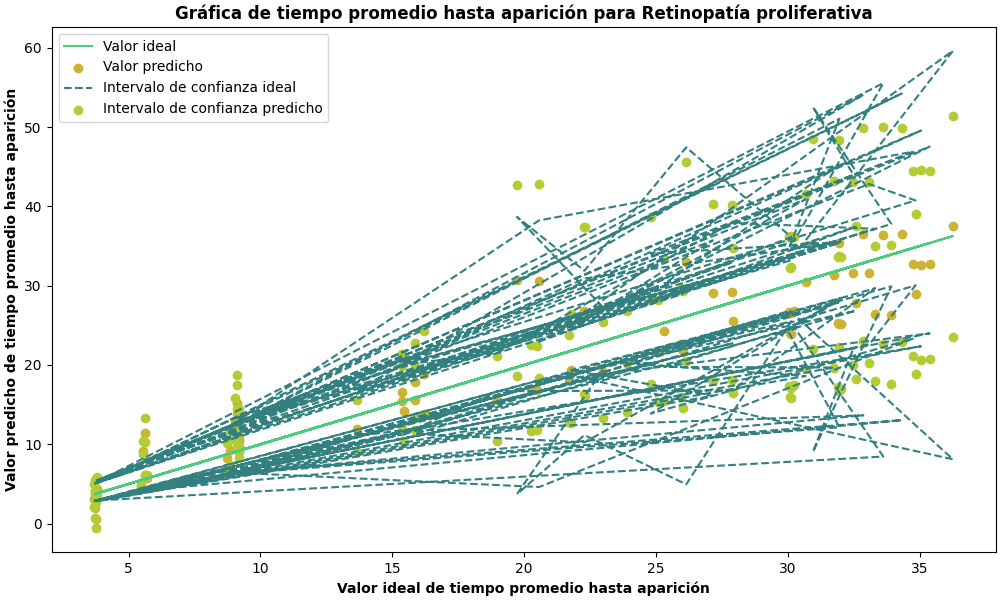 Gráfica de tiempo promedio hasta aparición para Retinopatía proliferativa
Valor ideal
Valor predicho
Intervalo de confianza ideal
Intervalo de confianza predicho
Valor predicho de tiempo promedio hasta aparición
60
50
40
30
20
10
0
5
10
15
20
25
30
35
Valor ideal de tiempo promedio hasta aparición